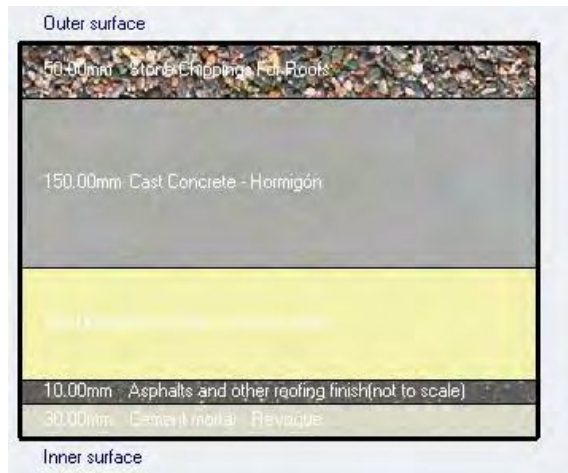 Outer surface
50.00mm Stone Chippings For Roofs
150.00mm Cast Concrete - Hormigón
10.00mm Asphalts and other roofing finish(not to scale)
30.00mm Cement mortar - Revoque
Inner surface